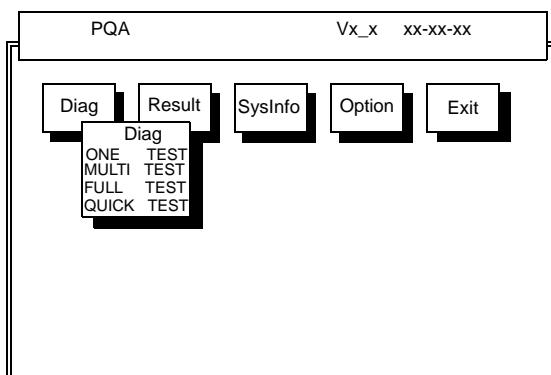 PQA Vx_x xx-xx-xx
Diag Result SysInfo Option Exit
Diag
ONE TEST
MULTI TEST
FULL TEST
QUICK TEST